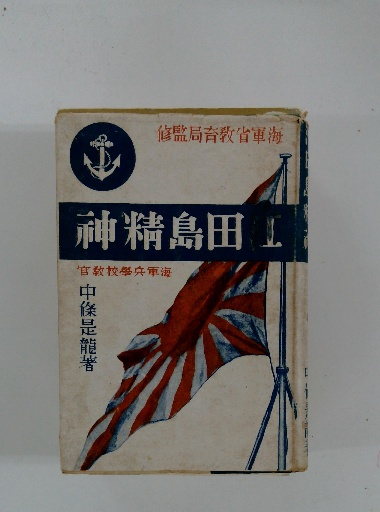 修監局育教省軍海
神精島田江
官教校學兵軍海
中條是龍著